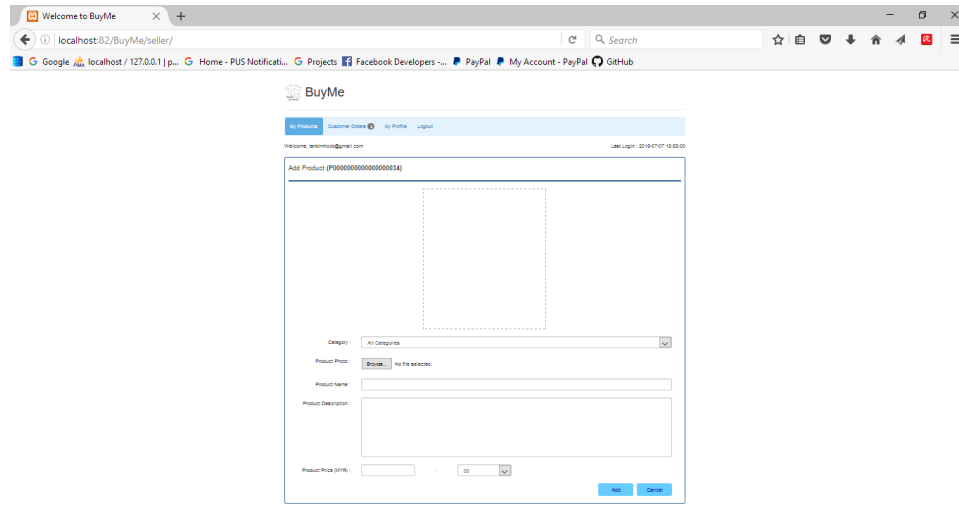 Welcome to BuyMe
localhost:82/BuyMe/seller/
Search
G Google localhost / 127.0.0.1 | p... G Home - PUS Notificati... G Projects Facebook Developers -... PayPal My Account - PayPal GitHub
BuyMe
My Products Customer Orders My Profile Logout
Welcome, tankimhock@gmail.com Last Login : 2016-07-07 18:58:00
Add Product (P0000000000000000034)
Category : All Categories
Product Photo : Browse... No file selected.
Product Name :
Product Description :
Product Price (MYR) : . 00
Add Cancel